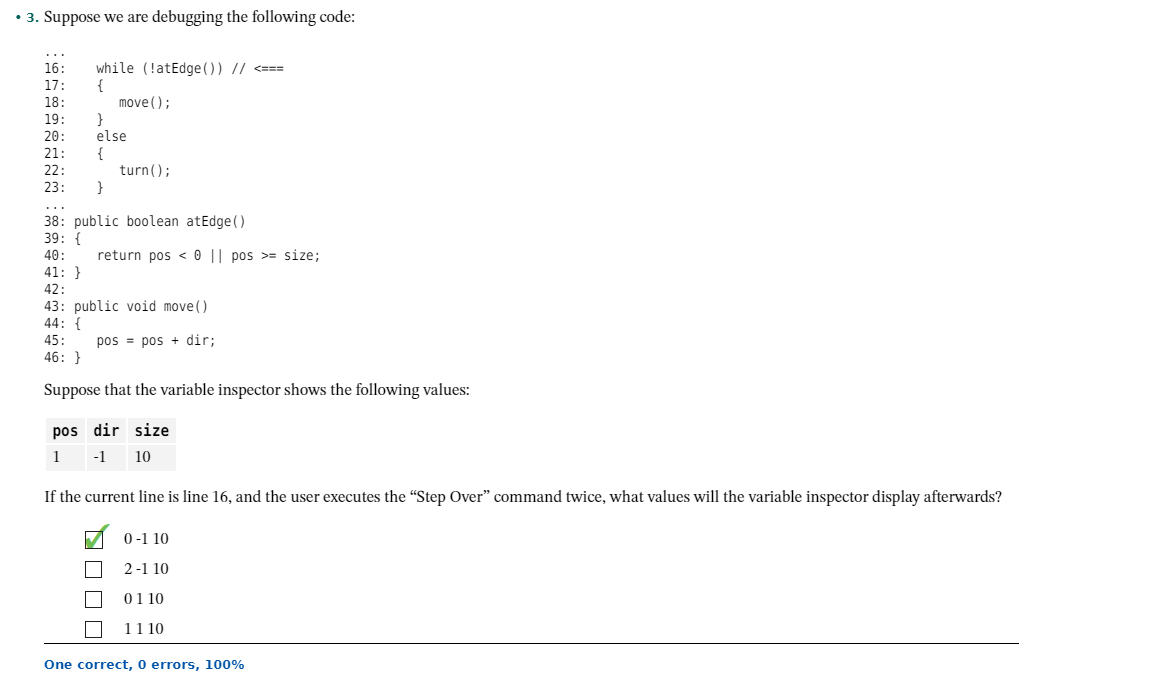 • 3. Suppose we are debugging the following code:
...
16:    while (!atEdge()) // <===
17:    {
18:       move();
19:    }
20:    else
21:    {
22:       turn();
23:    }
...
38: public boolean atEdge()
39: {
40:    return pos < 0 || pos >= size;
41: }
42:
43: public void move()
44: {
45:    pos = pos + dir;
46: }
Suppose that the variable inspector shows the following values:
pos dir size
1 -1 10
If the current line is line 16, and the user executes the “Step Over” command twice, what values will the variable inspector display afterwards?
0 -1 10
2 -1 10
0 1 10
1 1 10
One correct, 0 errors, 100%